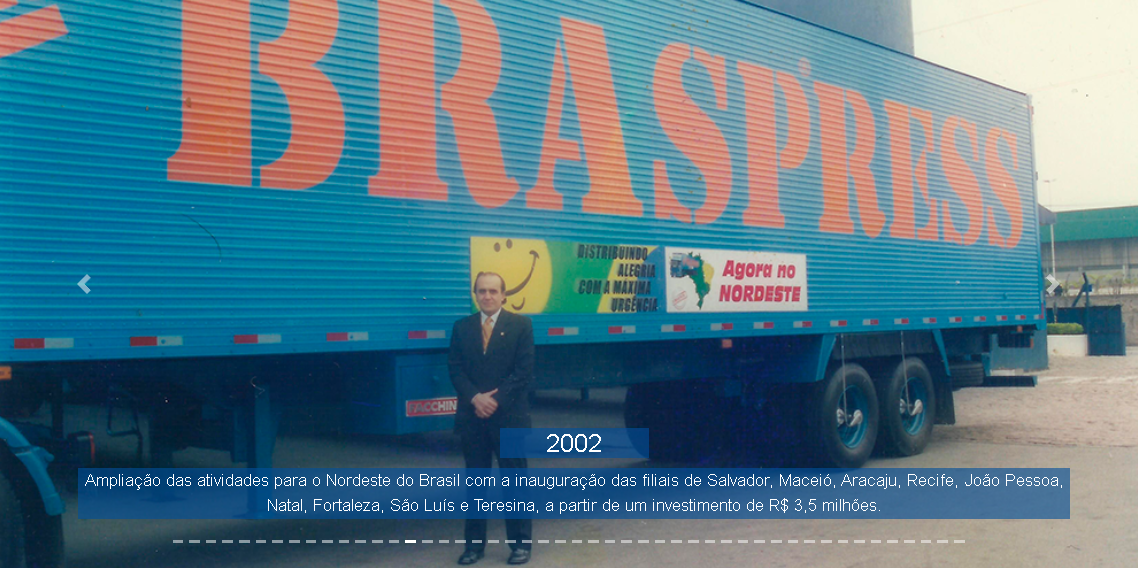 BRASPRESS
DISTRIBUINDO
ALEGRIA
COM A MÁXIMA
URGÊNCIA
Agora no
NORDESTE
2002
Ampliação das atividades para o Nordeste do Brasil com a inauguração das filiais de Salvador, Maceió, Aracaju, Recife, João Pessoa,
Natal, Fortaleza, São Luís e Teresina, a partir de um investimento de R$ 3,5 milhões.